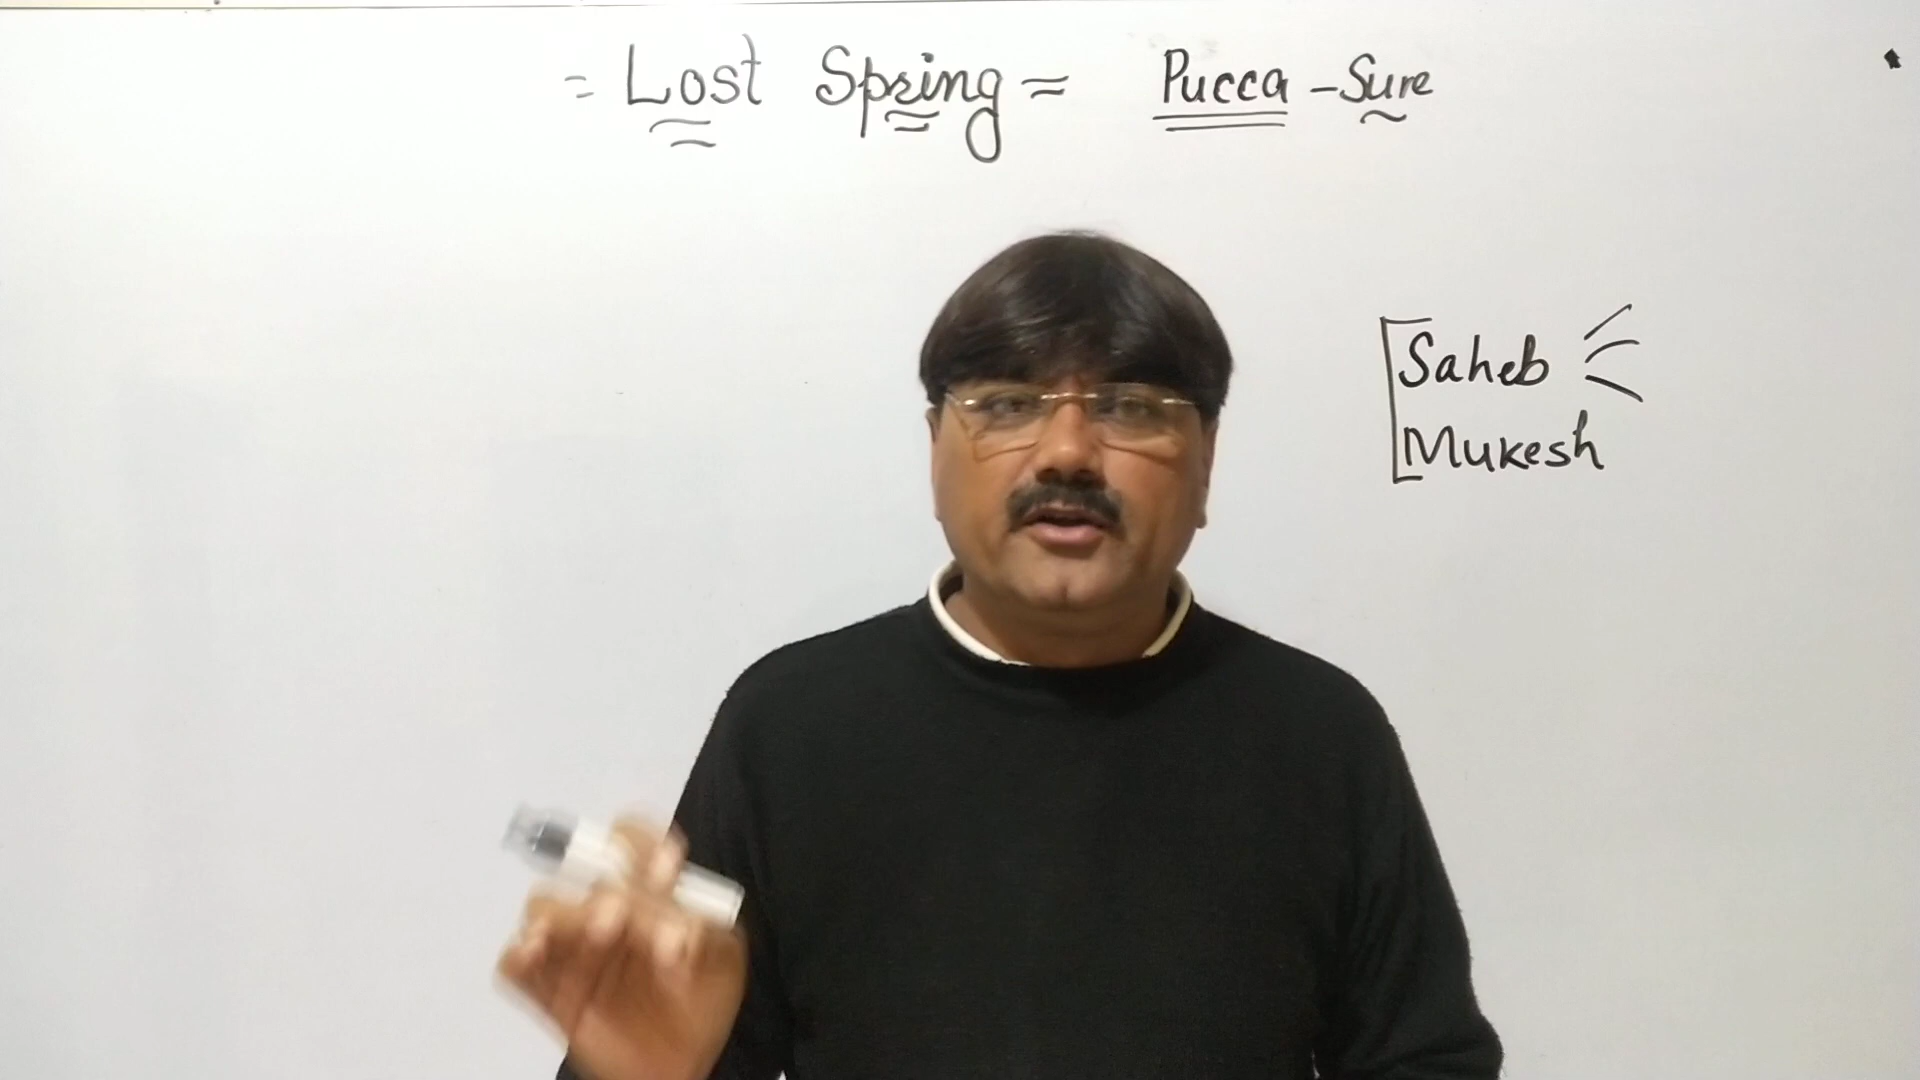 = Lost Spring = Pucca - Sure
Saheb
Mukesh